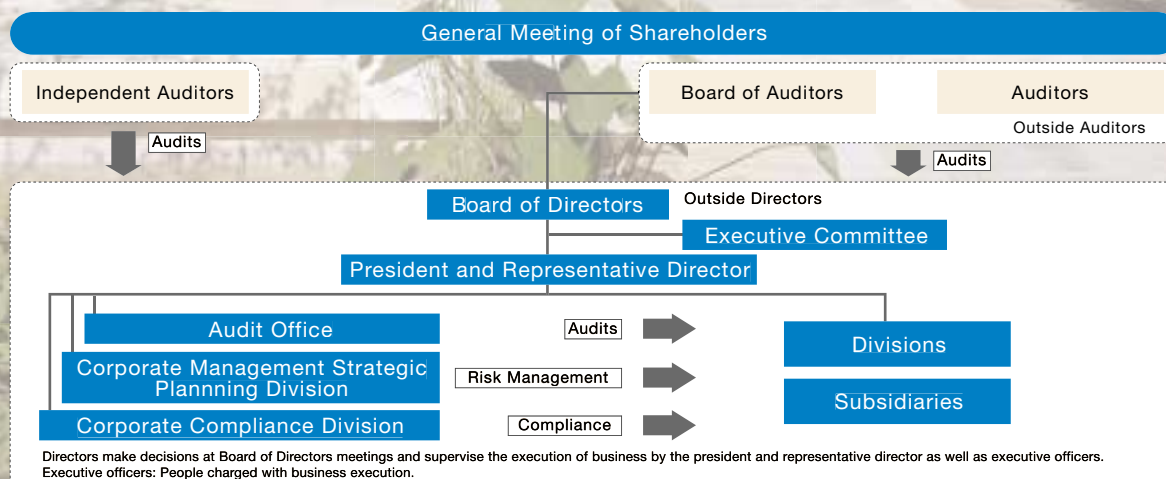 General Meeting of Shareholders
Independent Auditors
Board of Auditors
Auditors
Outside Auditors
Audits
Audits
Board of Directors
Outside Directors
Executive Committee
President and Representative Director
Audit Office
Audits
Divisions
Corporate Management Strategic
Plannning Division
Risk Management
Subsidiaries
Corporate Compliance Division
Compliance
Directors make decisions at Board of Directors meetings and supervise the execution of business by the president and representative director as well as executive officers.
Executive officers: People charged with business execution.